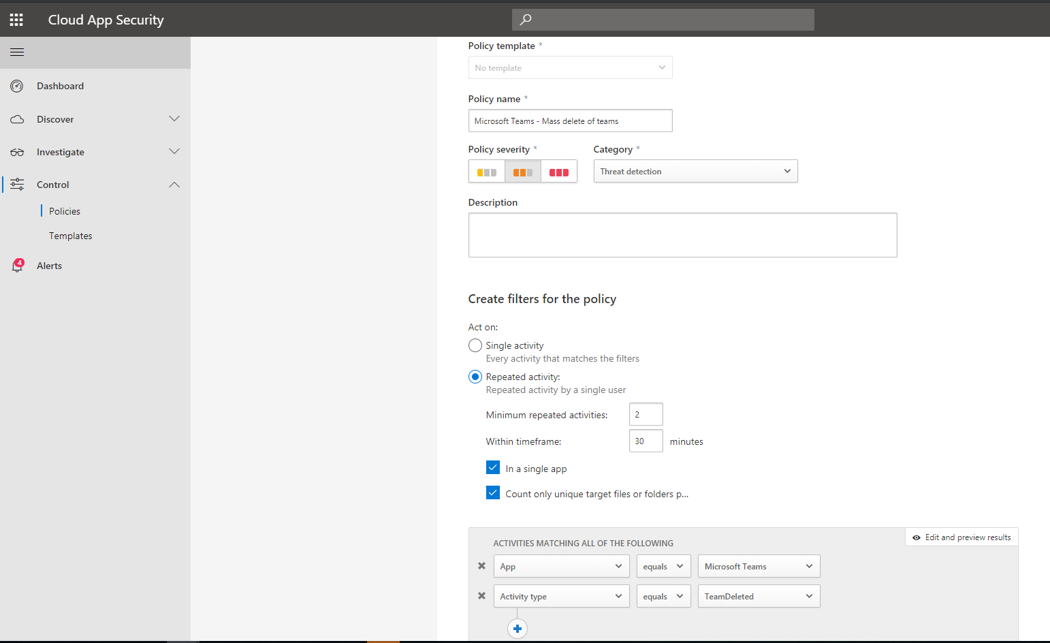 Cloud App Security
Policy template *
No template
Dashboard
Policy name *
Discover
Microsoft Teams - Mass delete of teams
Investigate
Policy severity * Category *
Threat detection
Control
Description
Policies
Templates
4
Alerts
Create filters for the policy
Act on:
Single activity
Every activity that matches the filters
Repeated activity:
Repeated activity by a single user
Minimum repeated activities: 2
Within timeframe: 30 minutes
In a single app
Count only unique target files or folders p...
Edit and preview results
ACTIVITIES MATCHING ALL OF THE FOLLOWING
App equals Microsoft Teams
Activity type equals TeamDeleted